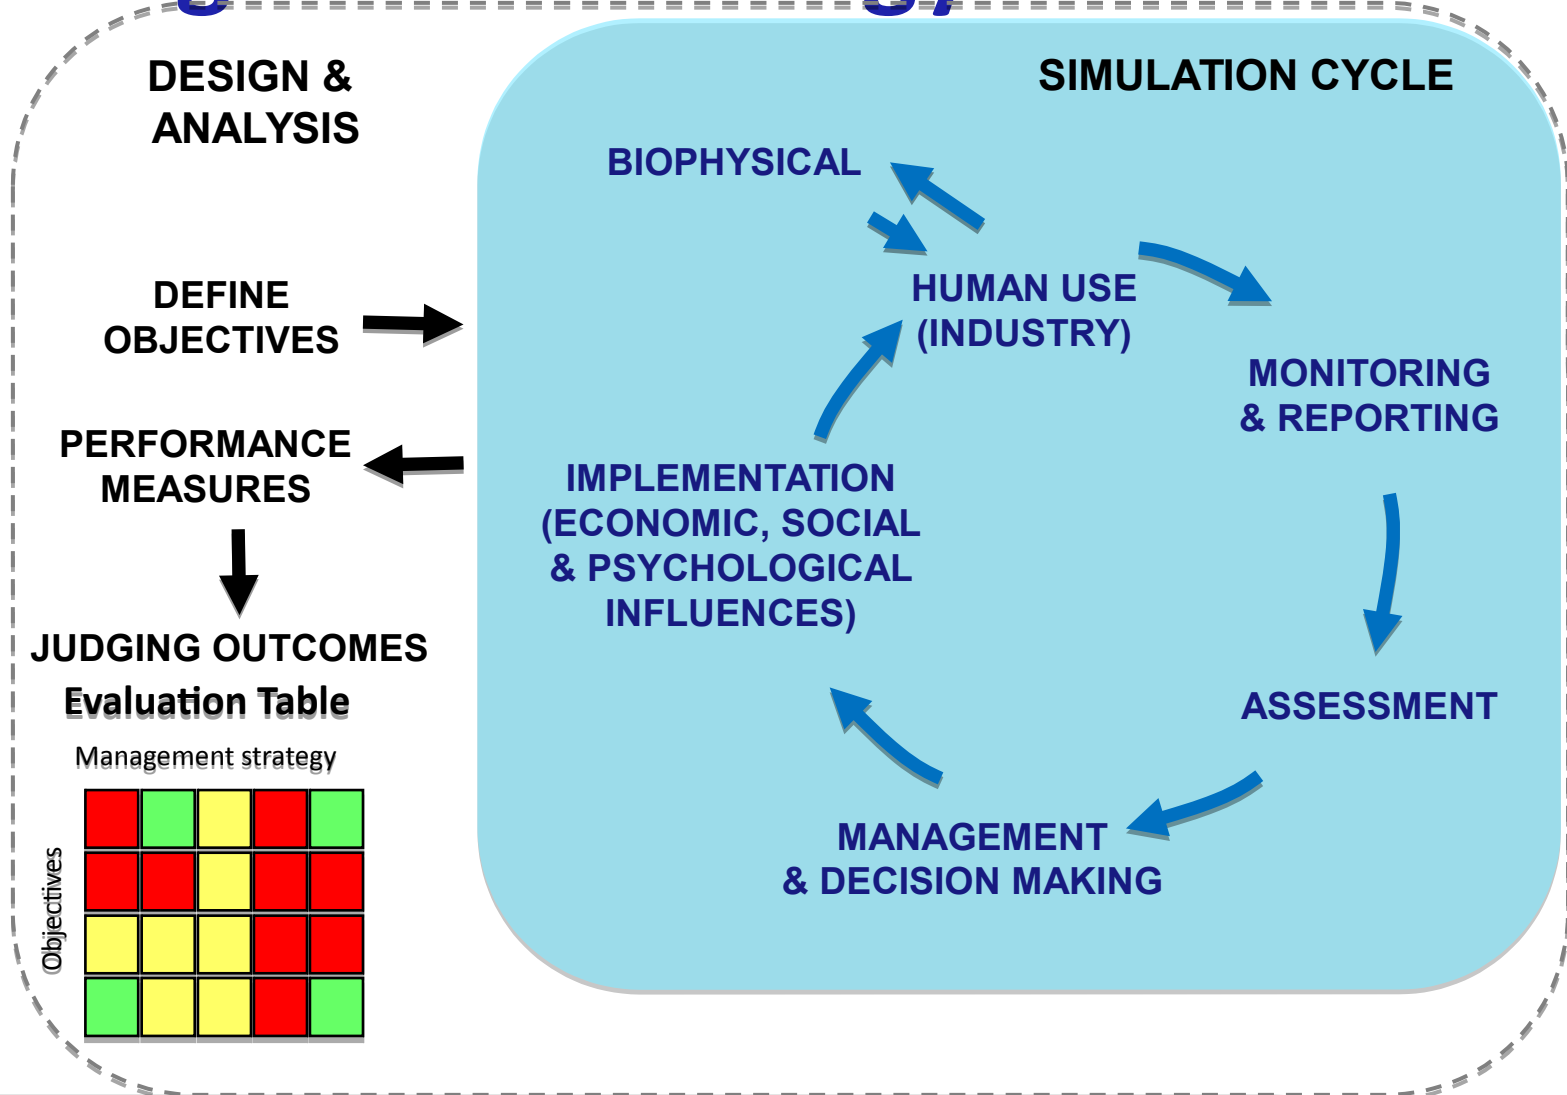 DESIGN &
ANALYSIS
SIMULATION CYCLE
BIOPHYSICAL
DEFINE
OBJECTIVES
HUMAN USE
(INDUSTRY)
MONITORING
& REPORTING
PERFORMANCE
MEASURES
IMPLEMENTATION
(ECONOMIC, SOCIAL
& PSYCHOLOGICAL
INFLUENCES)
JUDGING OUTCOMES
Evaluation Table
ASSESSMENT
Management strategy
Objectives
MANAGEMENT
& DECISION MAKING